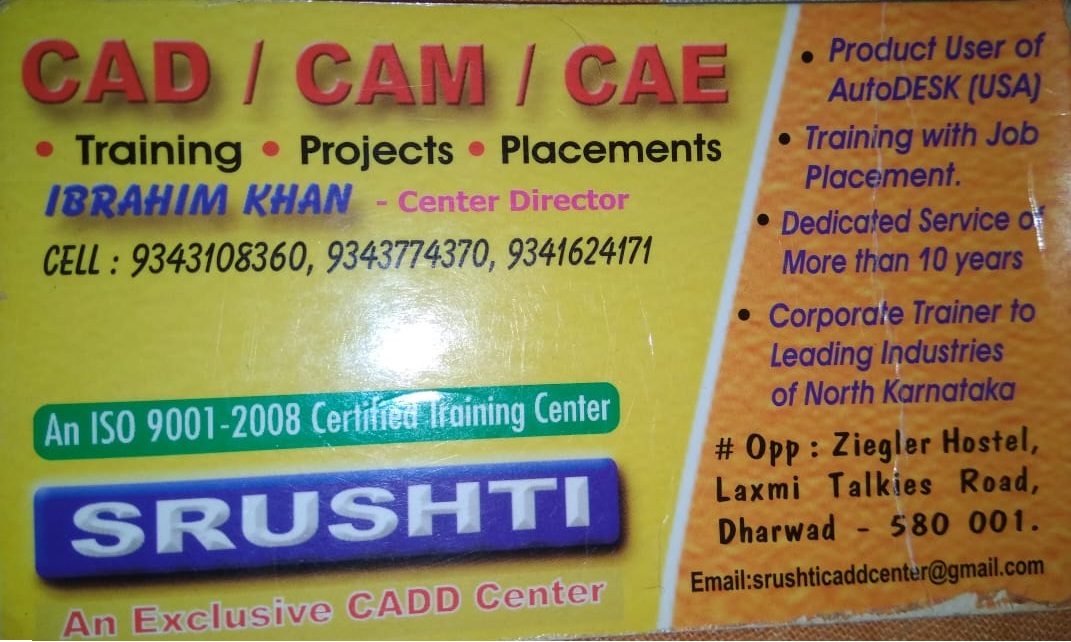 CAD / CAM / CAE
• Training • Projects • Placements
IBRAHIM KHAN - Center Director
CELL : 9343108360, 9343774370, 9341624171
An ISO 9001-2008 Certified Training Center
SRUSHTI
An Exclusive CADD Center
• Product User of
AutoDESK (USA)
• Training with Job
Placement.
• Dedicated Service of
More than 10 years
• Corporate Trainer to
Leading Industries
of North Karnataka
# Opp : Ziegler Hostel,
Laxmi Talkies Road,
Dharwad - 580 001.
Email:srushticaddcenter@gmail.com